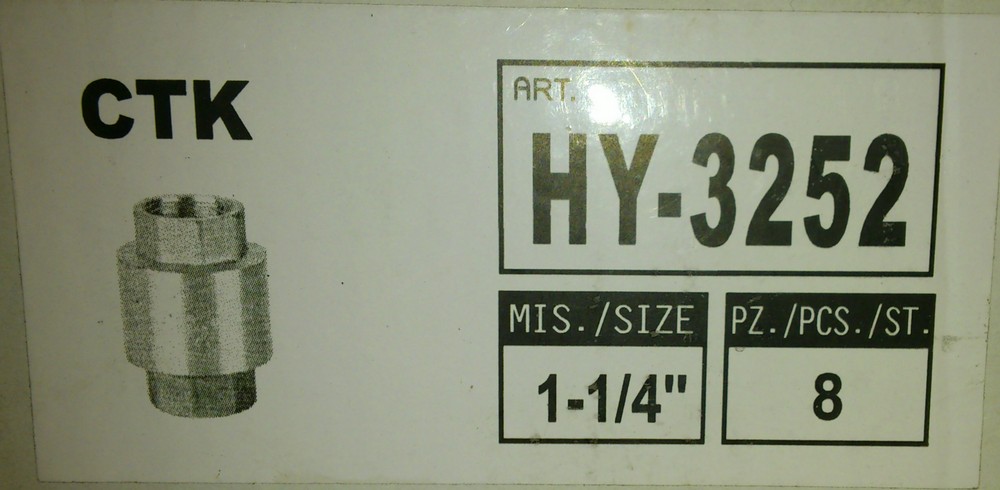 CTK
ART.
HY-3252
MIS./SIZE
1-1/4"
PZ./PCS./ST.
8